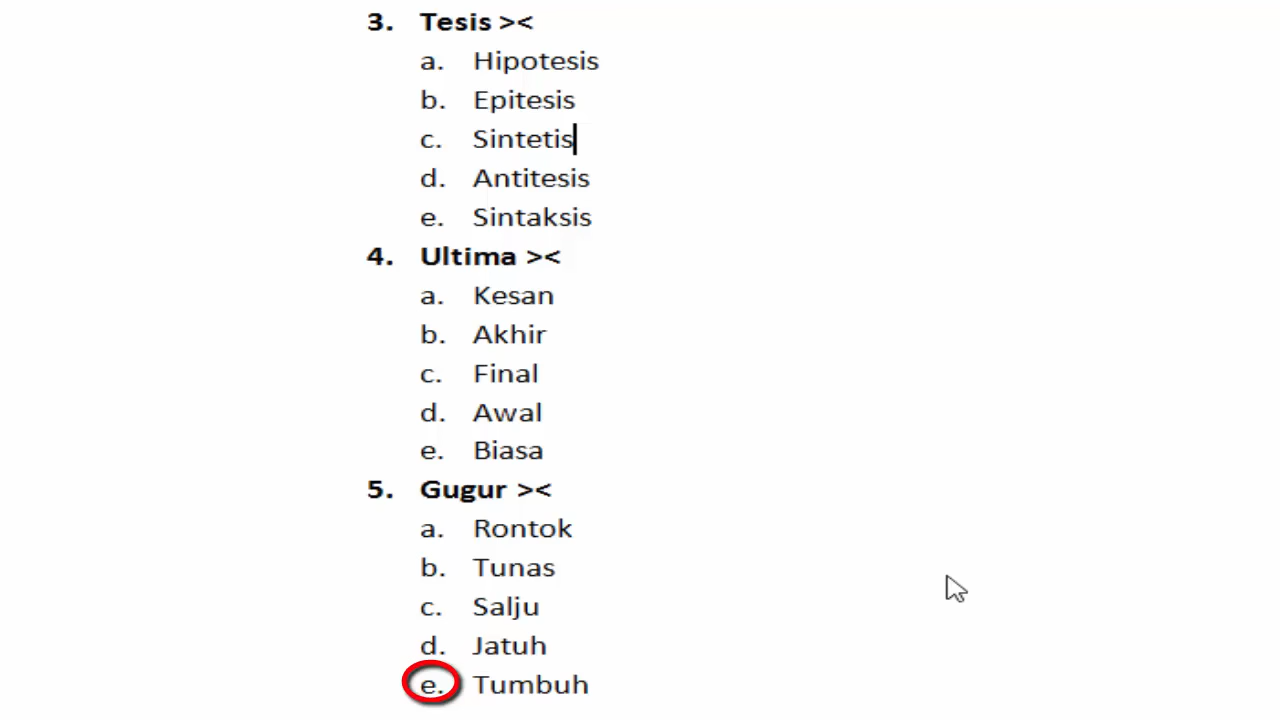 3. Tesis ><
a. Hipotesis
b. Epitesis
c. Sintetis
d. Antitesis
e. Sintaksis
4. Ultima ><
a. Kesan
b. Akhir
c. Final
d. Awal
e. Biasa
5. Gugur ><
a. Rontok
b. Tunas
c. Salju
d. Jatuh
e. Tumbuh